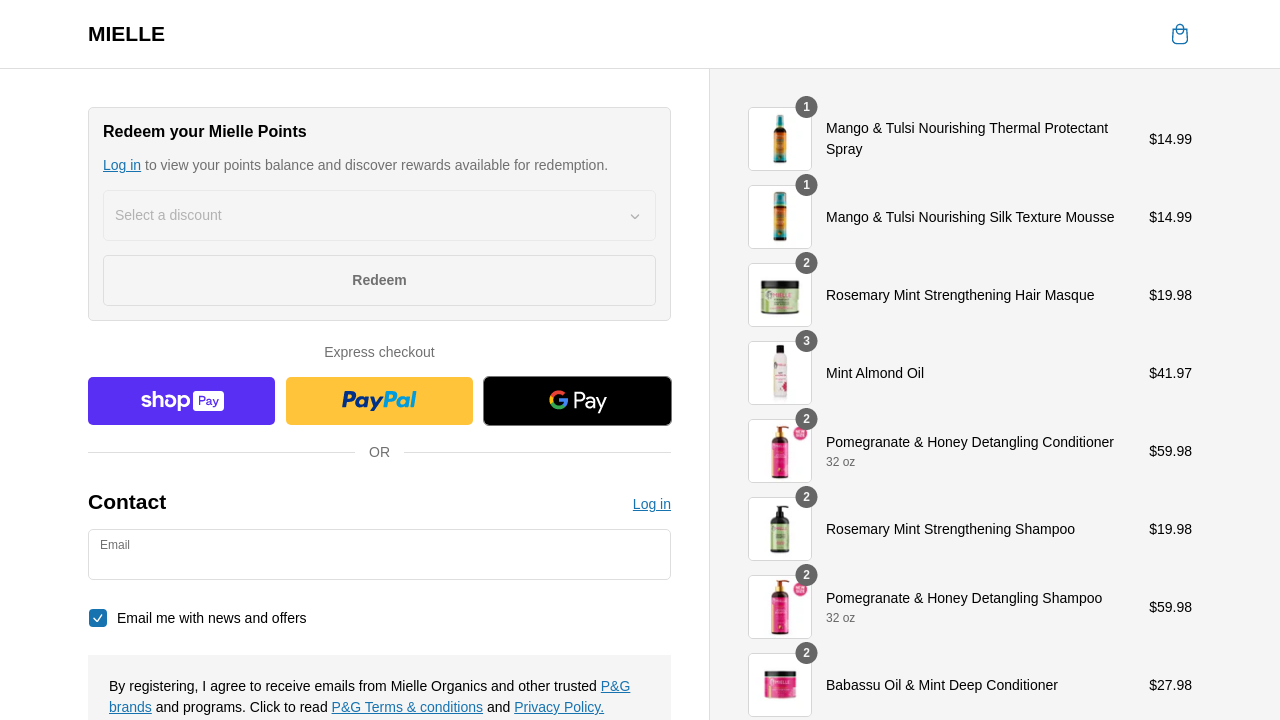 MIELLE
Redeem your Mielle Points
Log in to view your points balance and discover rewards available for redemption.
Select a discount
Redeem
Express checkout
shop Pay
PayPal
G Pay
OR
Contact
Log in
Email
Email me with news and offers
By registering, I agree to receive emails from Mielle Organics and other trusted P&G
brands and programs. Click to read P&G Terms & conditions and Privacy Policy.
1
Mango & Tulsi Nourishing Thermal Protectant
Spray
$14.99
1
Mango & Tulsi Nourishing Silk Texture Mousse
$14.99
2
Rosemary Mint Strengthening Hair Masque
$19.98
3
Mint Almond Oil
$41.97
2
Pomegranate & Honey Detangling Conditioner
32 oz
$59.98
2
Rosemary Mint Strengthening Shampoo
$19.98
2
Pomegranate & Honey Detangling Shampoo
32 oz
$59.98
2
Babassu Oil & Mint Deep Conditioner
$27.98